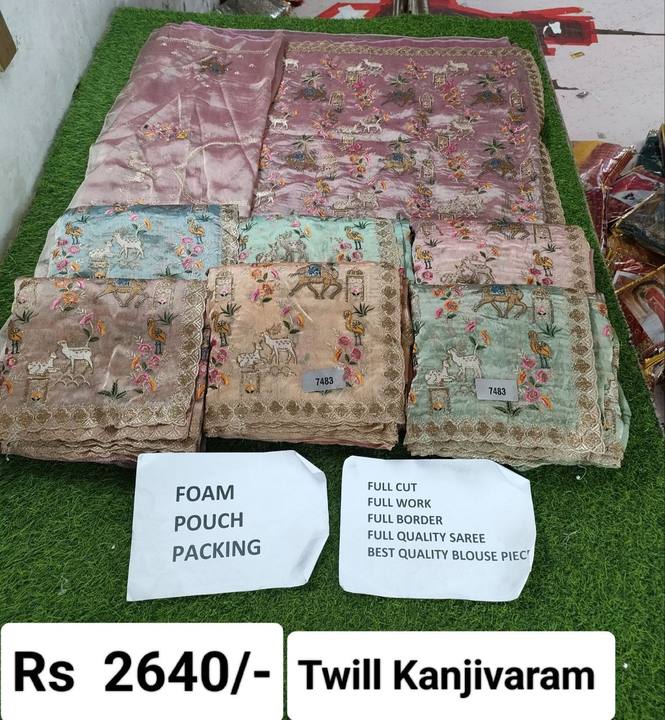 7483
7483
FOAM
POUCH
PACKING
FULL CUT
FULL WORK
FULL BORDER
FULL QUALITY SAREE
BEST QUALITY BLOUSE PIEC
Rs 2640/-
Twill Kanjivaram